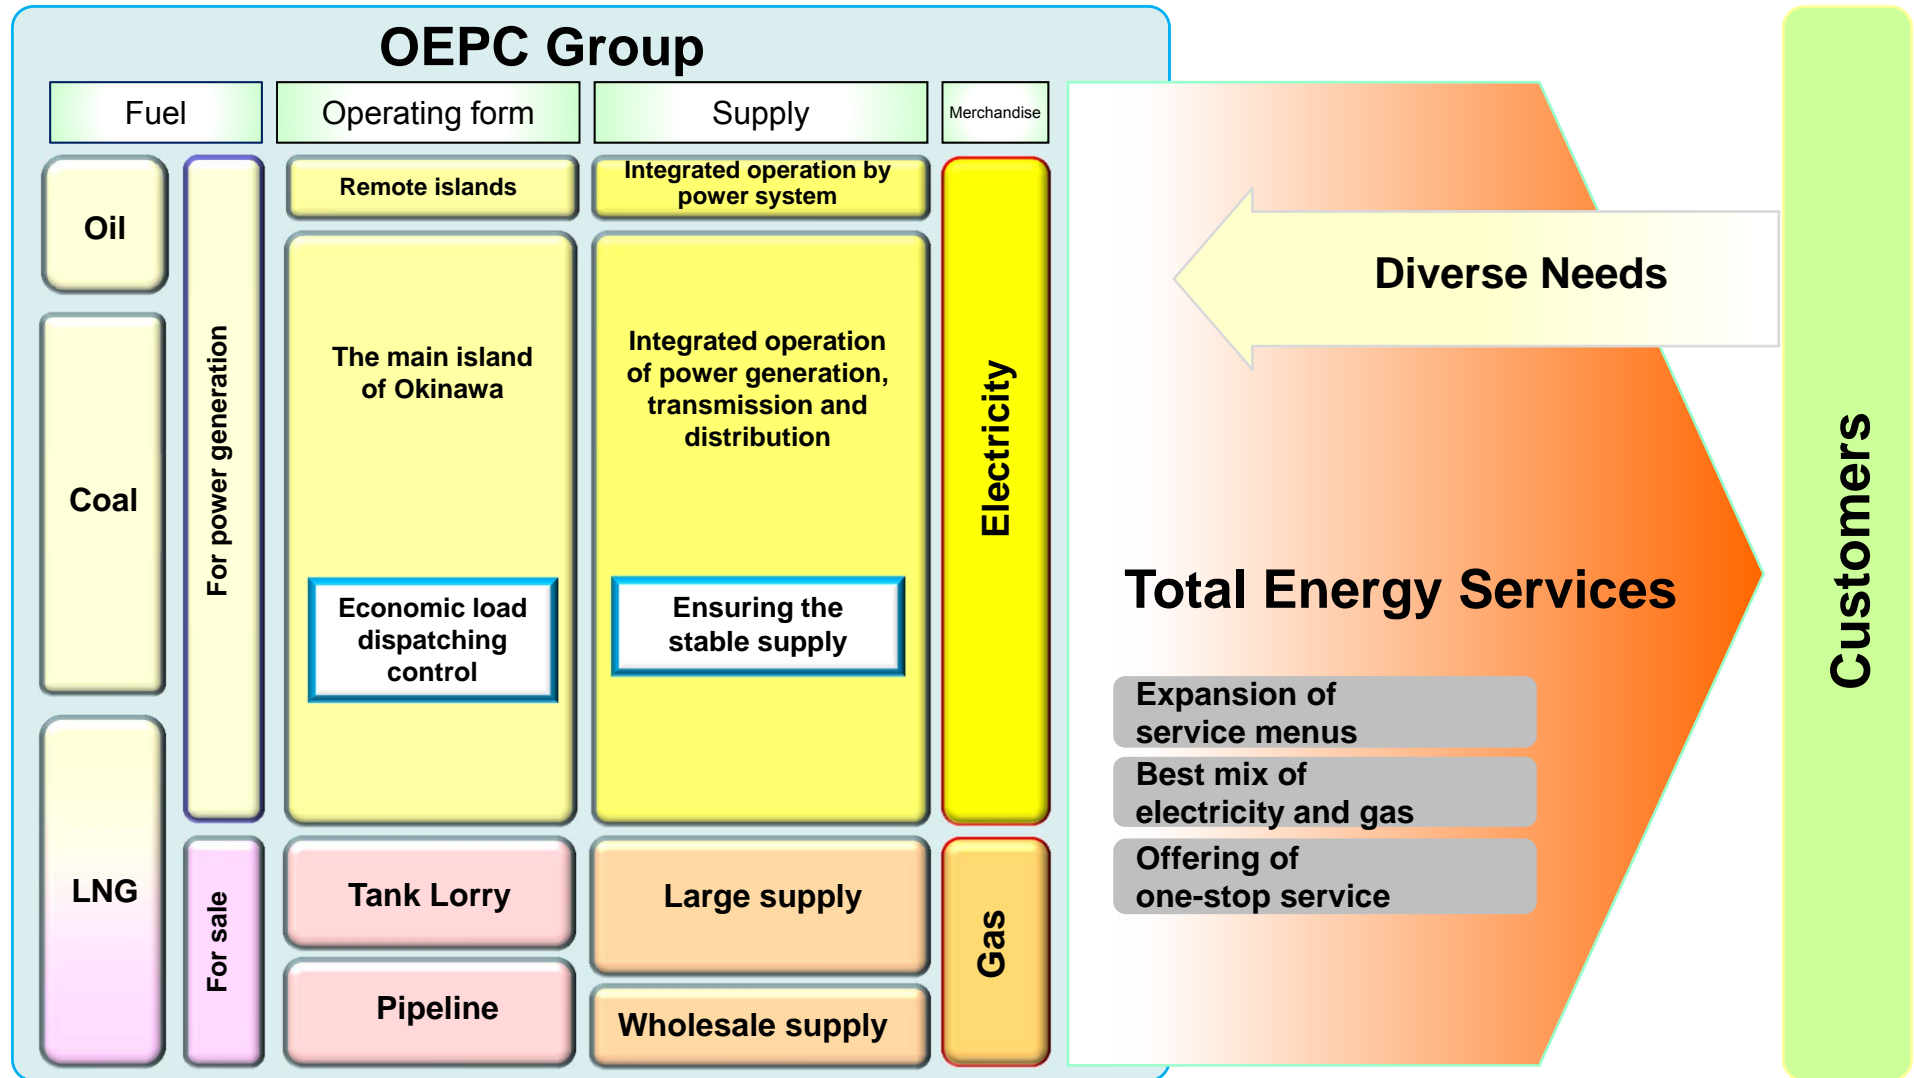 OEPC Group
Fuel
Operating form
Supply
Merchandise
Oil
Coal
LNG
For power generation
For sale
Remote islands
The main island
of Okinawa
Economic load
dispatching
control
Tank Lorry
Pipeline
Integrated operation by
power system
Integrated operation
of power generation,
transmission and
distribution
Ensuring the
stable supply
Large supply
Wholesale supply
Electricity
Gas
Diverse Needs
Total Energy Services
Expansion of
service menus
Best mix of
electricity and gas
Offering of
one-stop service
Customers